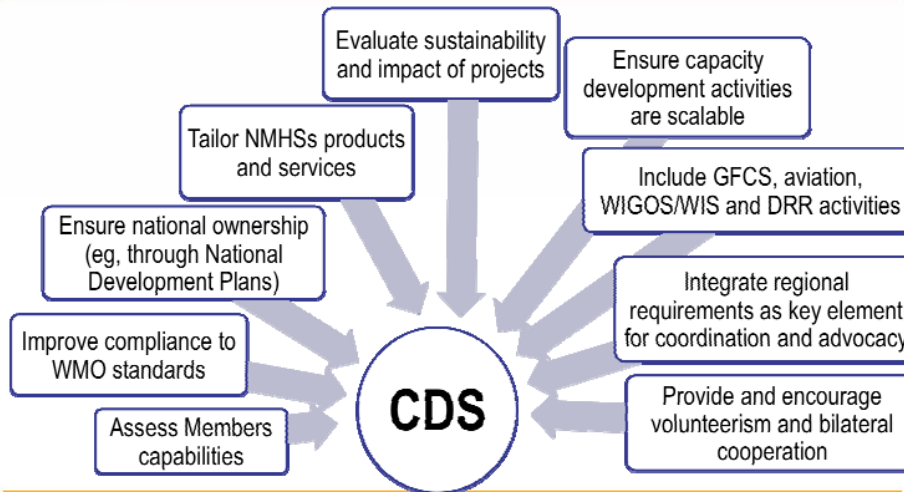 Evaluate sustainability
and impact of projects
Ensure capacity
development activities
are scalable
Tailor NMHSs products
and services
Include GFCS, aviation,
WIGOS/WIS and DRR activities
Ensure national ownership
(eg, through National
Development Plans)
Integrate regional
requirements as key element
for coordination and advocacy
Improve compliance to
WMO standards
CDS
Provide and encourage
volunteerism and bilateral
cooperation
Assess Members
capabilities